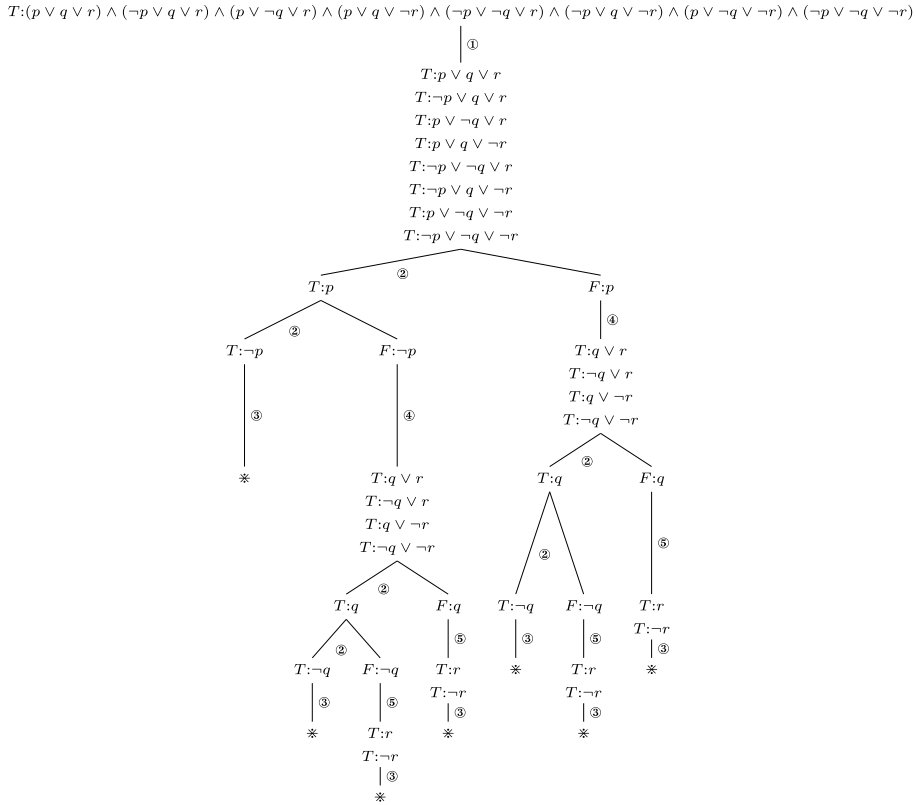 T:(p ∨ q ∨ r) ∧ (¬p ∨ q ∨ r) ∧ (p ∨ ¬q ∨ r) ∧ (p ∨ q ∨ ¬r) ∧ (¬p ∨ ¬q ∨ r) ∧ (¬p ∨ q ∨ ¬r) ∧ (p ∨ ¬q ∨ ¬r) ∧ (¬p ∨ ¬q ∨ ¬r)
①
T:p ∨ q ∨ r
T:¬p ∨ q ∨ r
T:p ∨ ¬q ∨ r
T:p ∨ q ∨ ¬r
T:¬p ∨ ¬q ∨ r
T:¬p ∨ q ∨ ¬r
T:p ∨ ¬q ∨ ¬r
T:¬p ∨ ¬q ∨ ¬r
②
T:p F:p
② ④
T:¬p F:¬p T:q ∨ r
T:¬q ∨ r
T:q ∨ ¬r
③ ④
T:¬q ∨ ¬r
②
⋇ T:q ∨ r T:q F:q
T:¬q ∨ r
T:q ∨ ¬r
T:¬q ∨ ¬r
② ② ⑤
T:q F:q T:¬q F:¬q T:r
T:¬r
② ⑤ ③ ⑤ ③
T:¬q F:¬q T:r ⋇ T:r ⋇
T:¬r T:¬r
③ ⑤ ③ ③
⋇ T:r ⋇ ⋇
T:¬r
③
⋇